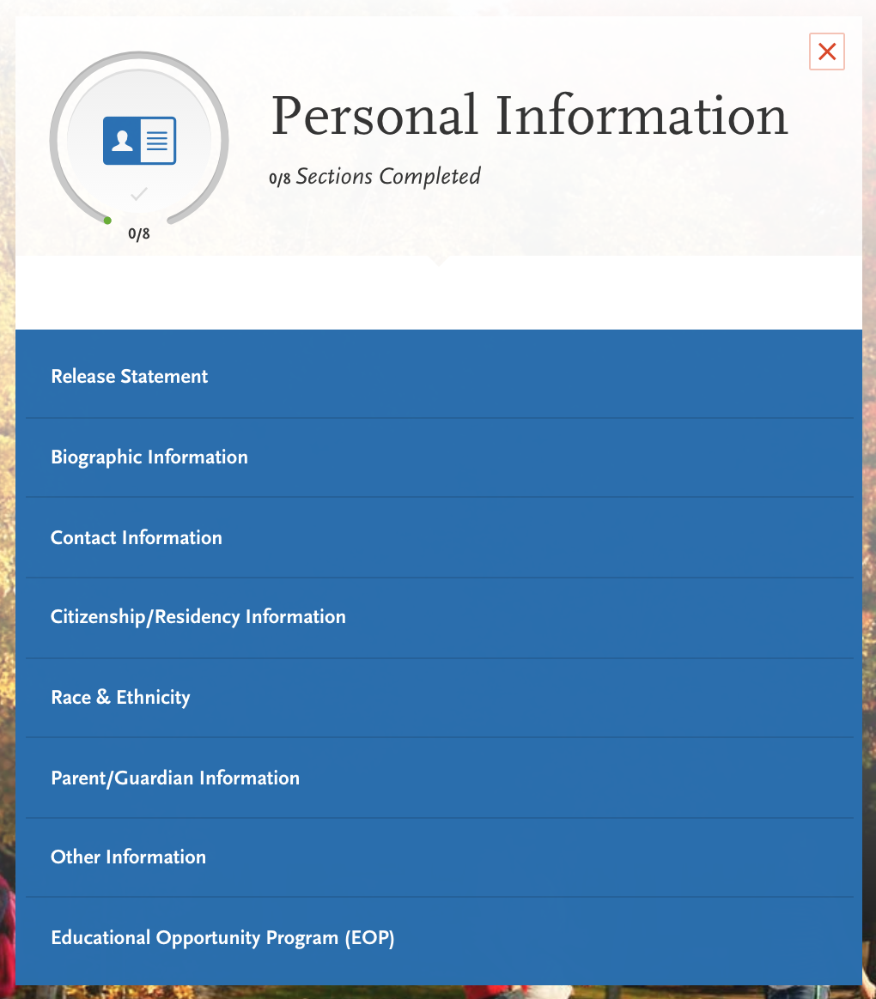 Personal Information
0/8 Sections Completed
0/8
Release Statement
Biographic Information
Contact Information
Citizenship/Residency Information
Race & Ethnicity
Parent/Guardian Information
Other Information
Educational Opportunity Program (EOP)